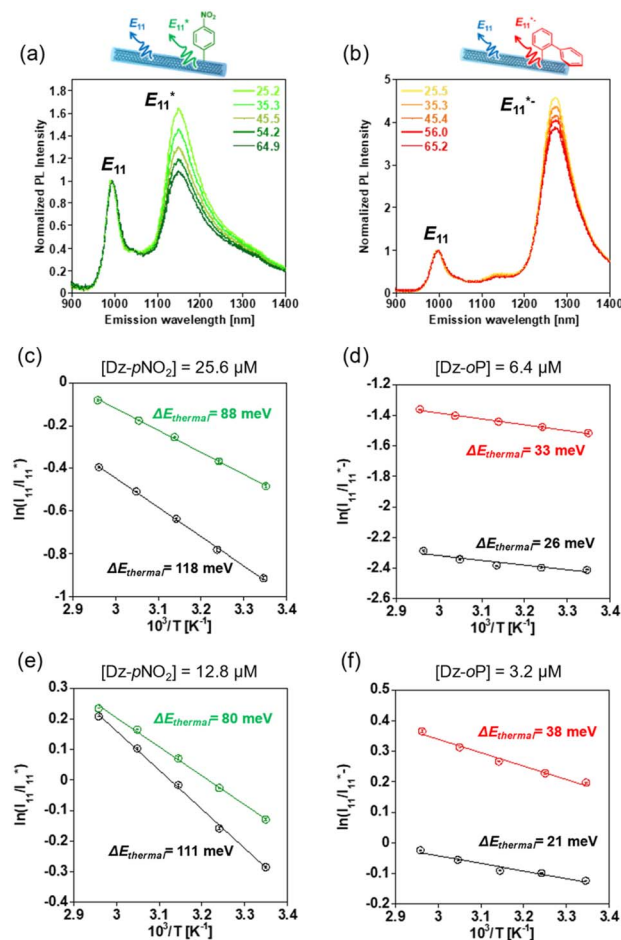 (a)
E11
E11*
NO2
E11*
E11
25.2
35.3
45.5
54.2
64.9
Normalized PL Intensity
1.8
1.6
1.4
1.2
1.0
0.8
0.6
0.4
0.2
900 1000 1100 1200 1300 1400
Emission wavelength [nm]
(b)
E11
E11*-
E11*-
E11
25.5
35.3
45.4
56.0
65.2
Normalized PL Intensity
5
4
3
2
1
0
900 1000 1100 1200 1300 1400
Emission wavelength [nm]
(c)
[Dz-pNO2] = 25.6 μM
ΔEthermal= 88 meV
ΔEthermal= 118 meV
ln(I11/I11*)
0
-0.2
-0.4
-0.6
-0.8
-1
2.9 3 3.1 3.2 3.3 3.4
10³/T [K-1]
(d)
[Dz-oP] = 6.4 μM
ΔEthermal= 33 meV
ΔEthermal= 26 meV
ln(I11/I11*-)
-1.2
-1.4
-1.6
-1.8
-2
-2.2
-2.4
-2.6
2.9 3 3.1 3.2 3.3 3.4
10³/T [K-1]
(e)
[Dz-pNO2] = 12.8 μM
ΔEthermal= 80 meV
ΔEthermal= 111 meV
ln(I11/I11*)
0.3
0.2
0.1
0
-0.1
-0.2
-0.3
-0.4
2.9 3 3.1 3.2 3.3 3.4
10³/T [K-1]
(f)
[Dz-oP] = 3.2 μM
ΔEthermal= 38 meV
ΔEthermal= 21 meV
ln(I11/I11*-)
0.5
0.4
0.3
0.2
0.1
0
-0.1
-0.2
2.9 3 3.1 3.2 3.3 3.4
10³/T [K-1]